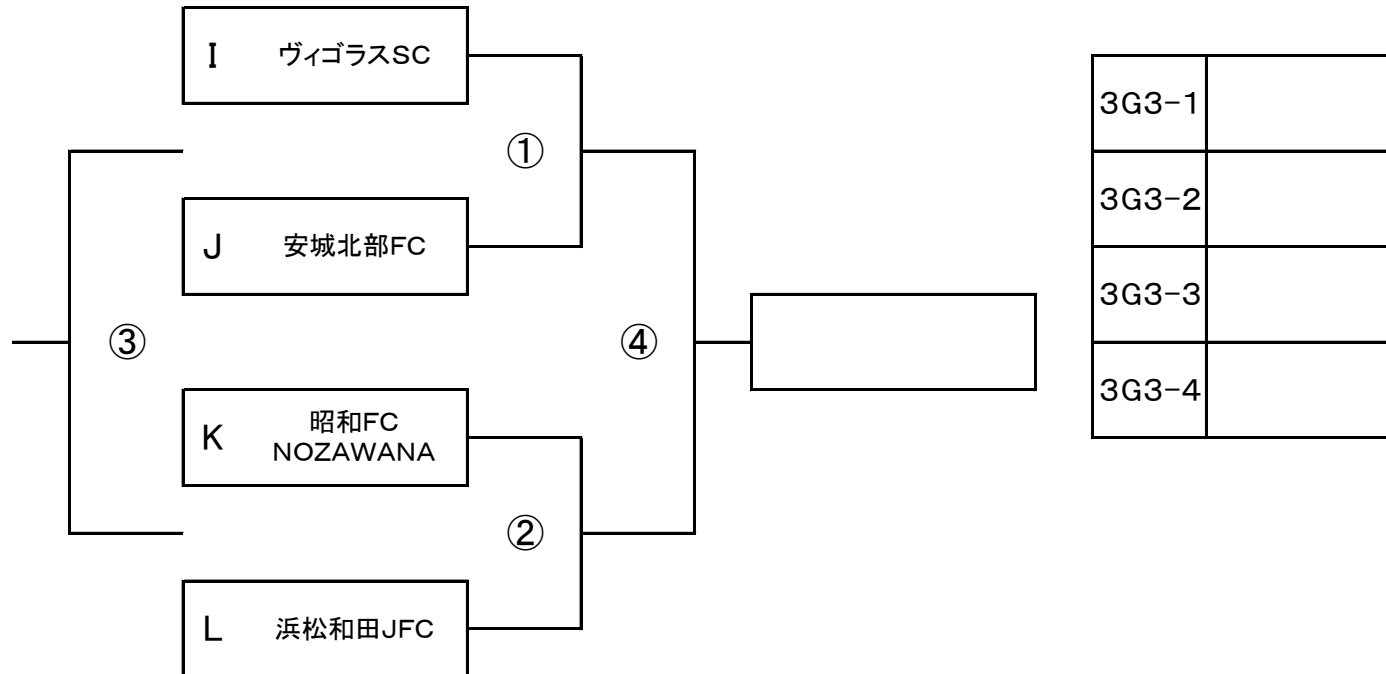 I ヴィゴラスSC
①
J 安城北部FC
③
④
K 昭和FC
NOZAWANA
②
L 浜松和田JFC
3G3-1
3G3-2
3G3-3
3G3-4